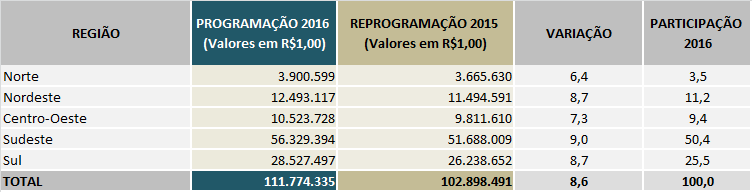 REGIÃO PROGRAMAÇÃO 2016 (Valores em R$1,00) REPROGRAMAÇÃO 2015 (Valores em R$1,00) VARIAÇÃO PARTICIPAÇÃO 2016
Norte 3.900.599 3.665.630 6,4 3,5
Nordeste 12.493.117 11.494.591 8,7 11,2
Centro-Oeste 10.523.728 9.811.610 7,3 9,4
Sudeste 56.329.394 51.688.009 9,0 50,4
Sul 28.527.497 26.238.652 8,7 25,5
TOTAL 111.774.335 102.898.491 8,6 100,0